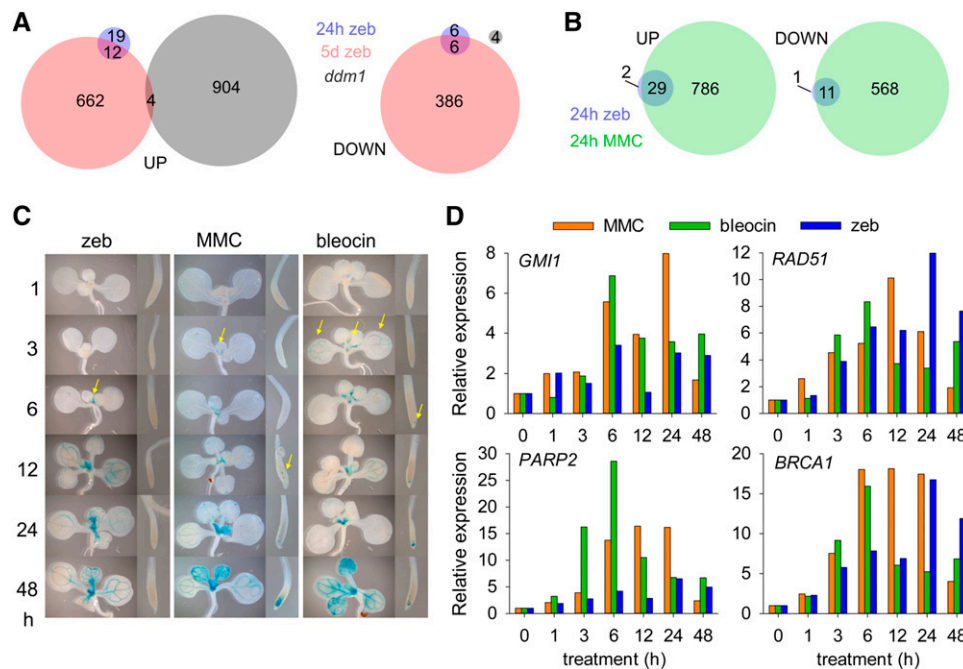 A
19
12
662
4
904
UP
24h zeb
5d zeb
ddm1
6
6
4
386
DOWN
B
UP
DOWN
2
29
786
1
11
568
24h zeb
24h MMC
C
zeb MMC bleocin
1
3
6
12
24
48
h
D
MMC bleocin zeb
GMI1
Relative expression
8
6
4
2
0
0 1 3 6 12 24 48
RAD51
12
10
8
6
4
2
0
0 1 3 6 12 24 48
PARP2
Relative expression
30
25
20
15
10
5
0
0 1 3 6 12 24 48
treatment (h)
BRCA1
20
15
10
5
0
0 1 3 6 12 24 48
treatment (h)